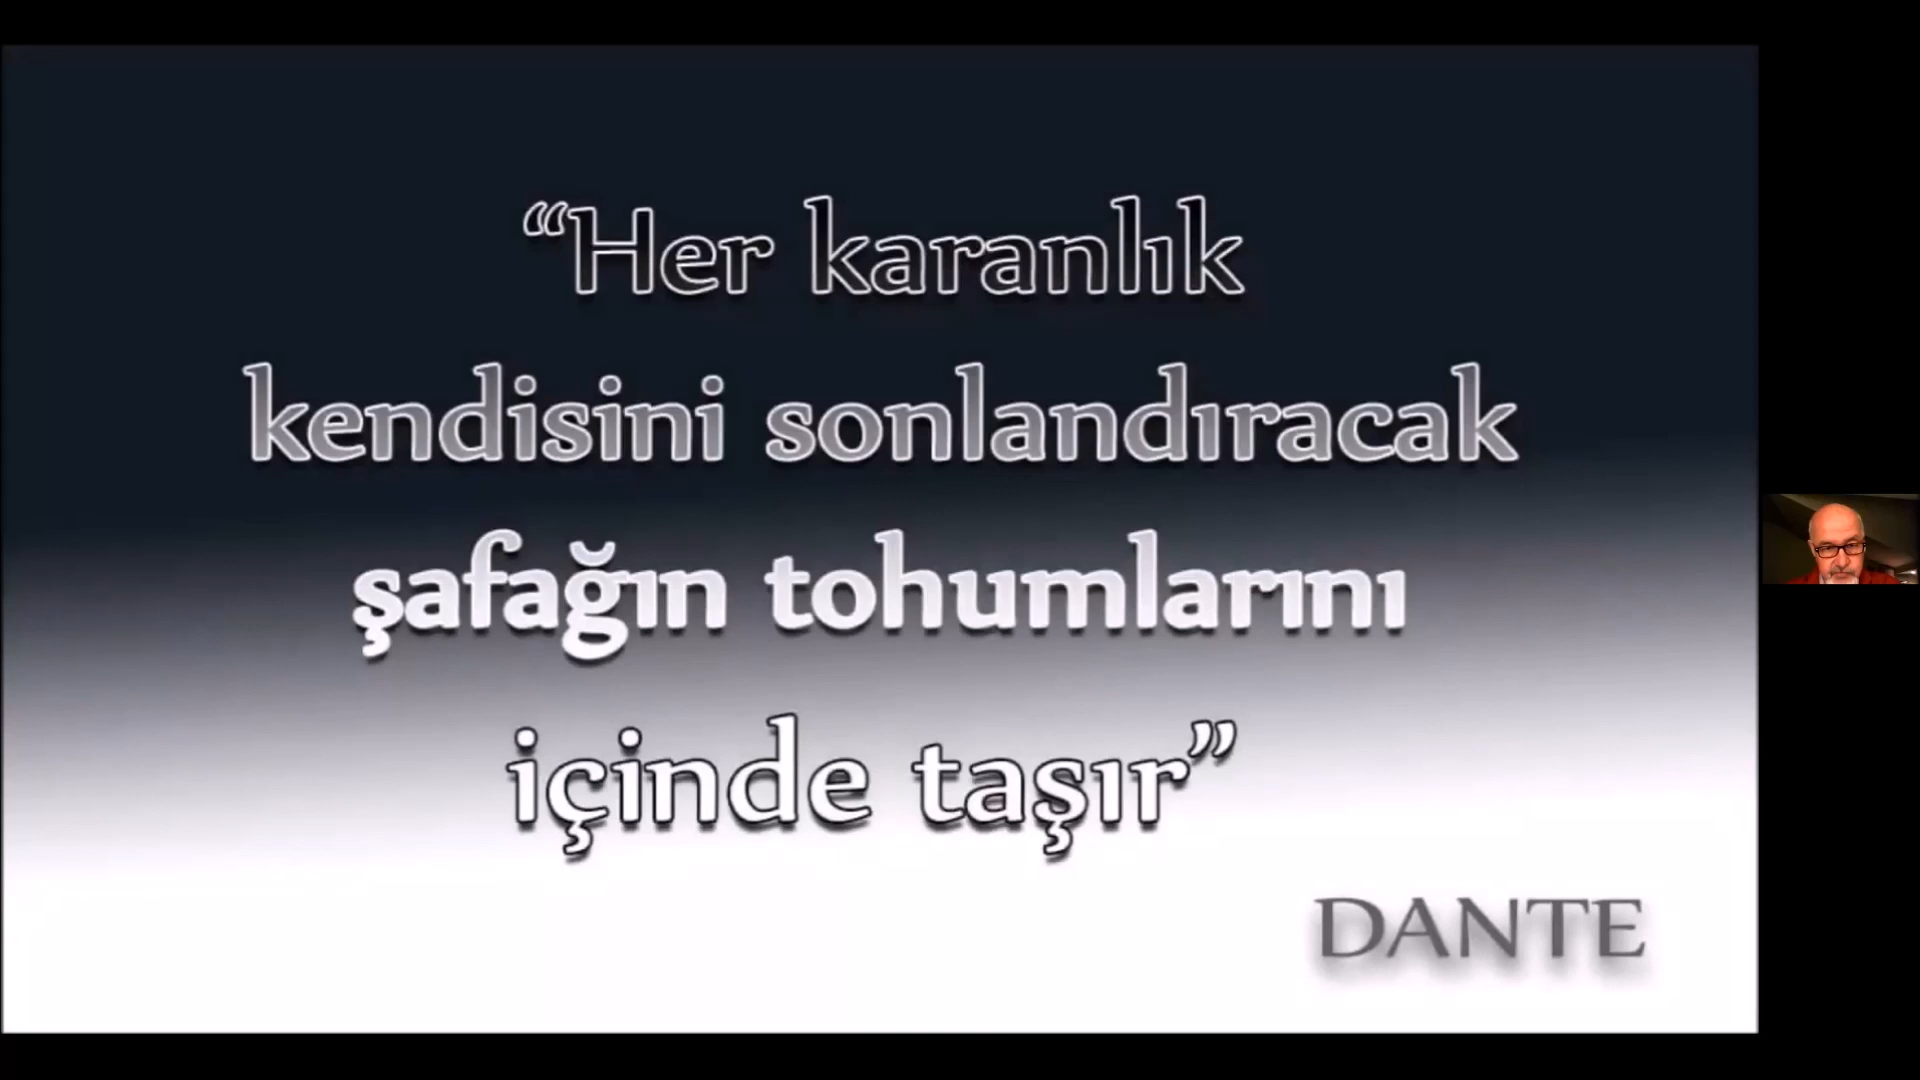 “Her karanlık
kendisini sonlandıracak
şafağın tohumlarını
içinde taşır”
DANTE